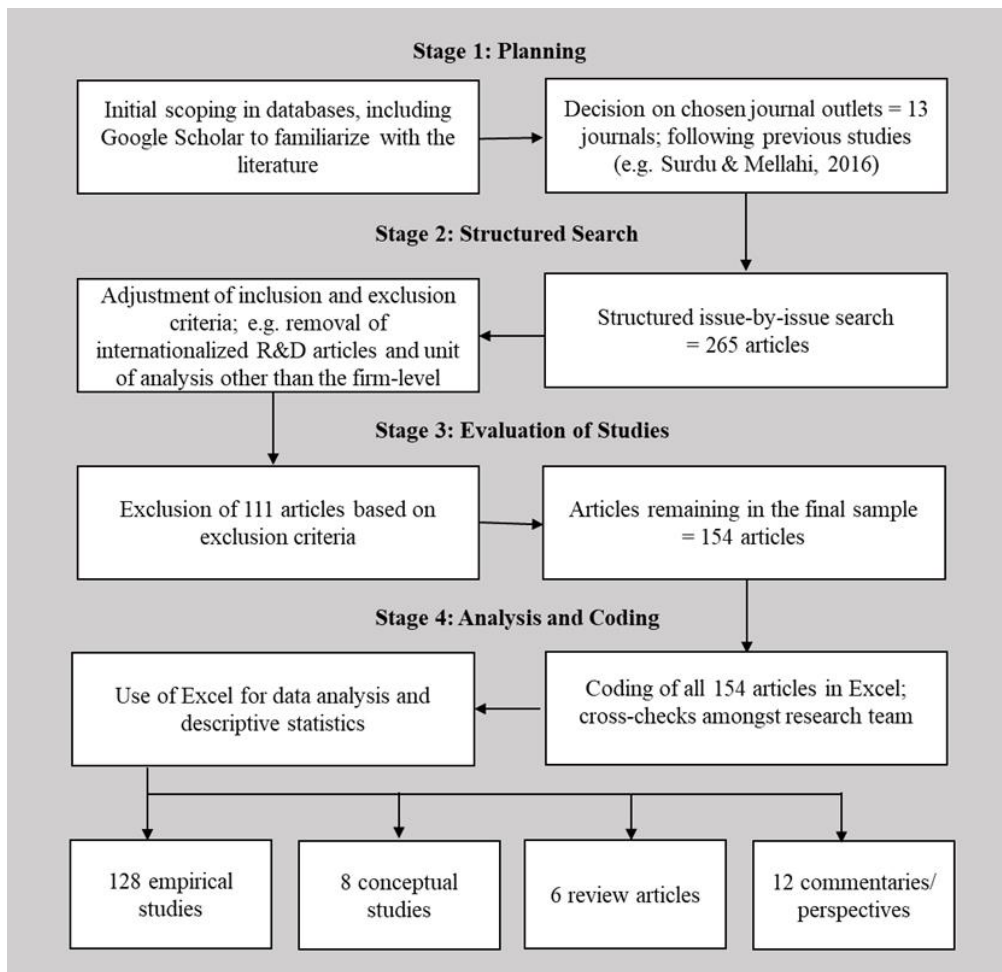 Stage 1: Planning
Initial scoping in databases, including
Google Scholar to familiarize with the
literature
Decision on chosen journal outlets = 13
journals; following previous studies
(e.g. Surdu & Mellahi, 2016)
Stage 2: Structured Search
Adjustment of inclusion and exclusion
criteria; e.g. removal of
internationalized R&D articles and unit
of analysis other than the firm-level
Structured issue-by-issue search
= 265 articles
Stage 3: Evaluation of Studies
Exclusion of 111 articles based on
exclusion criteria
Articles remaining in the final sample
= 154 articles
Stage 4: Analysis and Coding
Use of Excel for data analysis and
descriptive statistics
Coding of all 154 articles in Excel;
cross-checks amongst research team
128 empirical
studies
8 conceptual
studies
6 review articles
12 commentaries/
perspectives